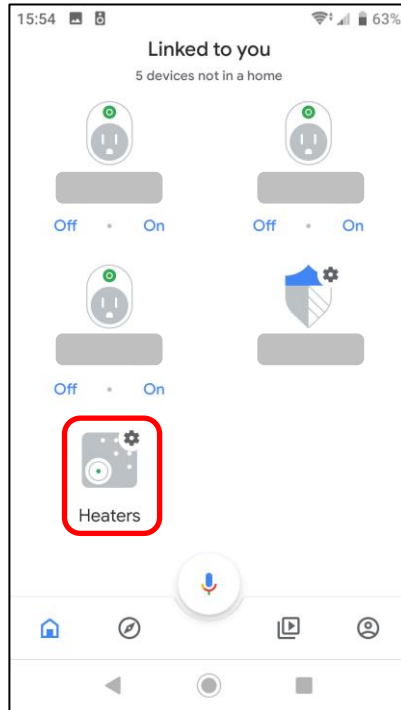 15:54 63%
Linked to you
5 devices not in a home
Off On Off On
Off On
Heaters